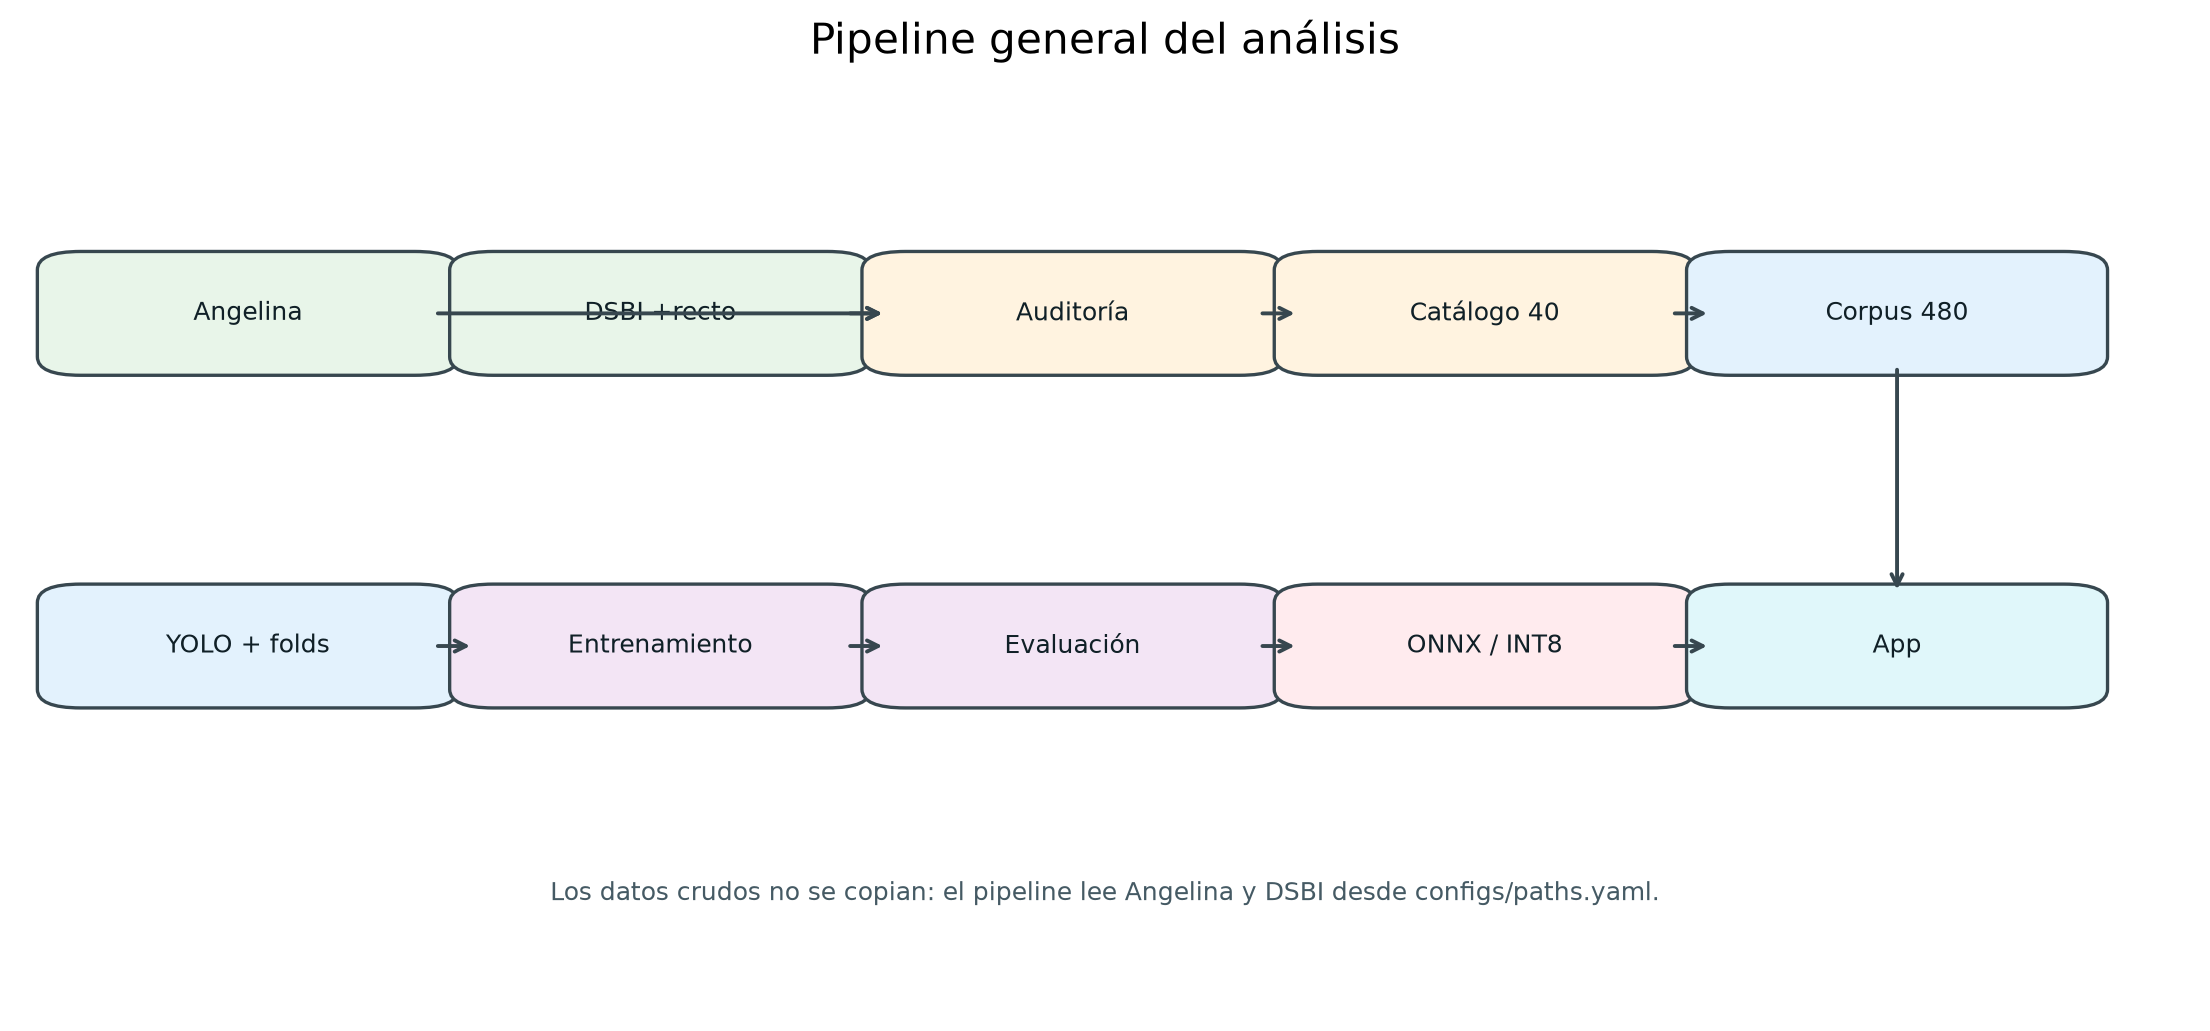 Pipeline general del análisis
Angelina
DSBI +recto
Auditoría
Catálogo 40
Corpus 480
YOLO + folds
Entrenamiento
Evaluación
ONNX / INT8
App
Los datos crudos no se copian: el pipeline lee Angelina y DSBI desde configs/paths.yaml.